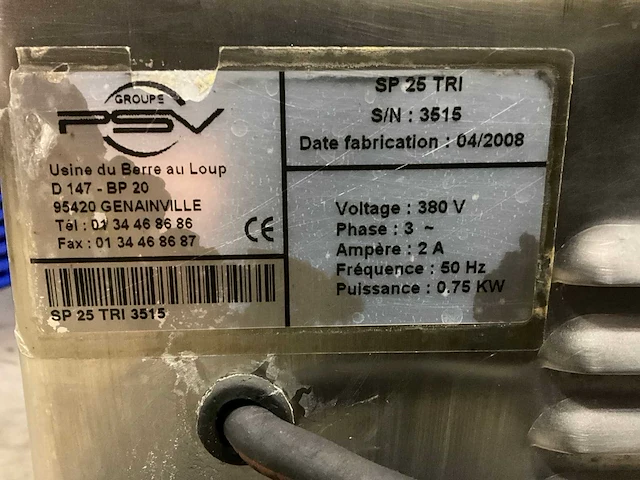 GROUPE
PSV
Usine du Berre au Loup
D 147 - BP 20
95420 GENAINVILLE
Tél : 01 34 46 86 86
Fax : 01 34 46 86 87
CE
SP 25 TRI 3515
SP 25 TRI
S/N : 3515
Date fabrication : 04/2008
Voltage : 380 V
Phase : 3 ~
Ampère : 2 A
Fréquence : 50 Hz
Puissance : 0.75 KW